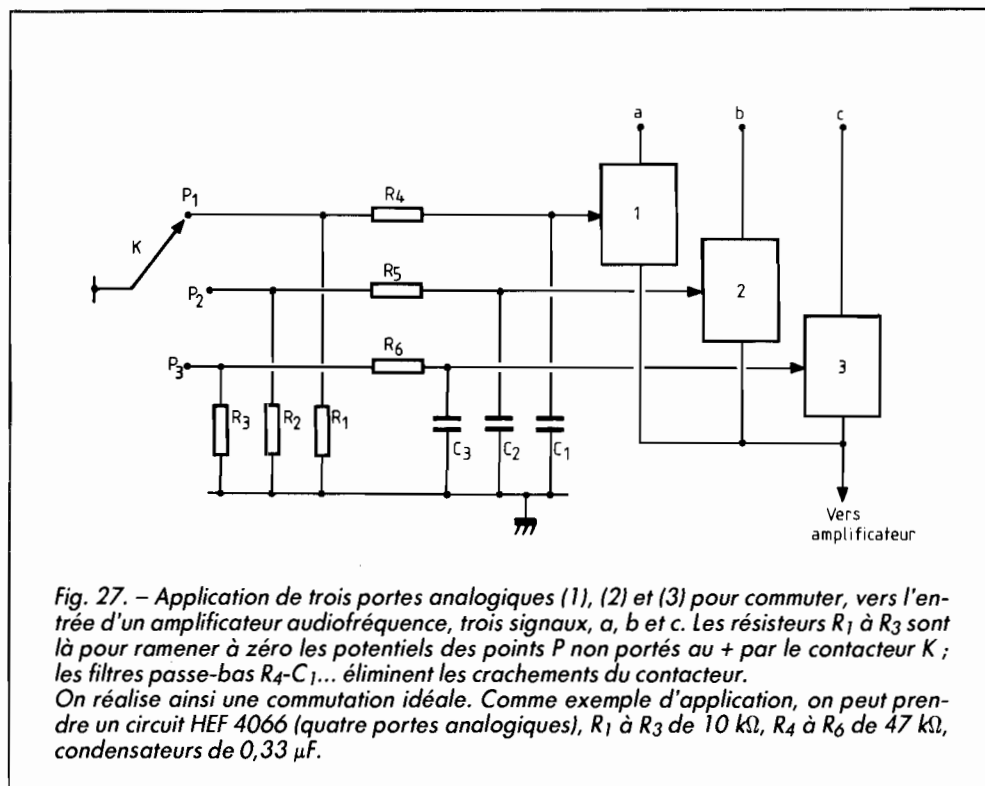 a b c
P1
R4
1
K
R5
P2
2
R6
P3
3
R3
R2
R1
C3
C2
C1
Vers
amplificateur
Fig. 27. – Application de trois portes analogiques (1), (2) et (3) pour commuter, vers l'en-
trée d'un amplificateur audiofréquence, trois signaux, a, b et c. Les résisteurs R1 à R3 sont
là pour ramener à zéro les potentiels des points P non portés au + par le contacteur K ;
les filtres passe-bas R4-C1... éliminent les crachements du contacteur.
On réalise ainsi une commutation idéale. Comme exemple d'application, on peut pren-
dre un circuit HEF 4066 (quatre portes analogiques), R1 à R3 de 10 kΩ, R4 à R6 de 47 kΩ,
condensateurs de 0,33 µF.